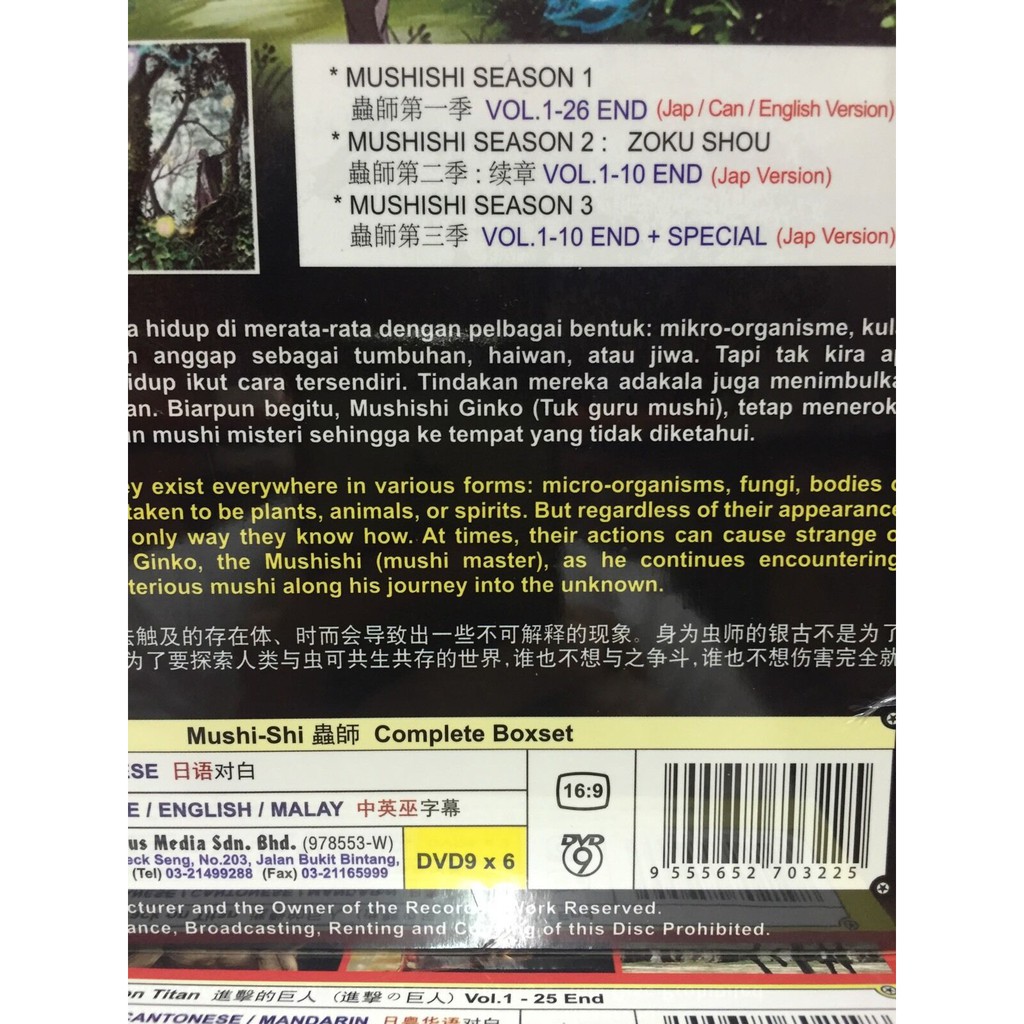 * MUSHISHI SEASON 1
蟲師第一季 VOL.1-26 END (Jap / Can / English Version)
* MUSHISHI SEASON 2 : ZOKU SHOU
蟲師第二季 : 续章 VOL.1-10 END (Jap Version)
* MUSHISHI SEASON 3
蟲師第三季 VOL.1-10 END + SPECIAL (Jap Version)
hidup di merata-rata dengan pelbagai bentuk: mikro-organisme,
anggap sebagai tumbuhan, haiwan, atau jiwa. Tapi tak kira
ikut cara tersendiri. Tindakan mereka adakala juga
Biarpun begitu, Mushishi Ginko (Tuk guru mushi), tetap
mushi misteri sehingga ke tempat yang tidak diketahui.
exist everywhere in various forms: micro-organisms, fungi, bodies
taken to be plants, animals, or spirits. But regardless of their appearance
only way they know how. At times, their actions can cause strange
Ginko, the Mushishi (mushi master), as he continues encountering
mushi along his journey into the unknown.
触及的存在体、时而会导致出一些不可解释的现象。身为虫师的银古不是为了
为了要探索人类与虫可共生共存的世界,谁也不想与之争斗,谁也不想伤害完全就
Mushi-Shi 蟲師 Complete Boxset
日语对白
/ ENGLISH / MALAY 中英巫字幕
16:9
Media Sdn. Bhd. (978553-W)
Seng, No.203, Jalan Bukit Bintang,
(Tel) 03-21499288 (Fax) 03-21165999
DVD9 x 6
DVD 9
9 555652 703225
and the Owner of the Work Reserved.
Broadcasting, Renting and of this Disc Prohibited.
Titan 進擊的巨人 (進撃の巨人) Vol.1 - 25 End
CANTONESE / MANDARIN 日粵华语对白